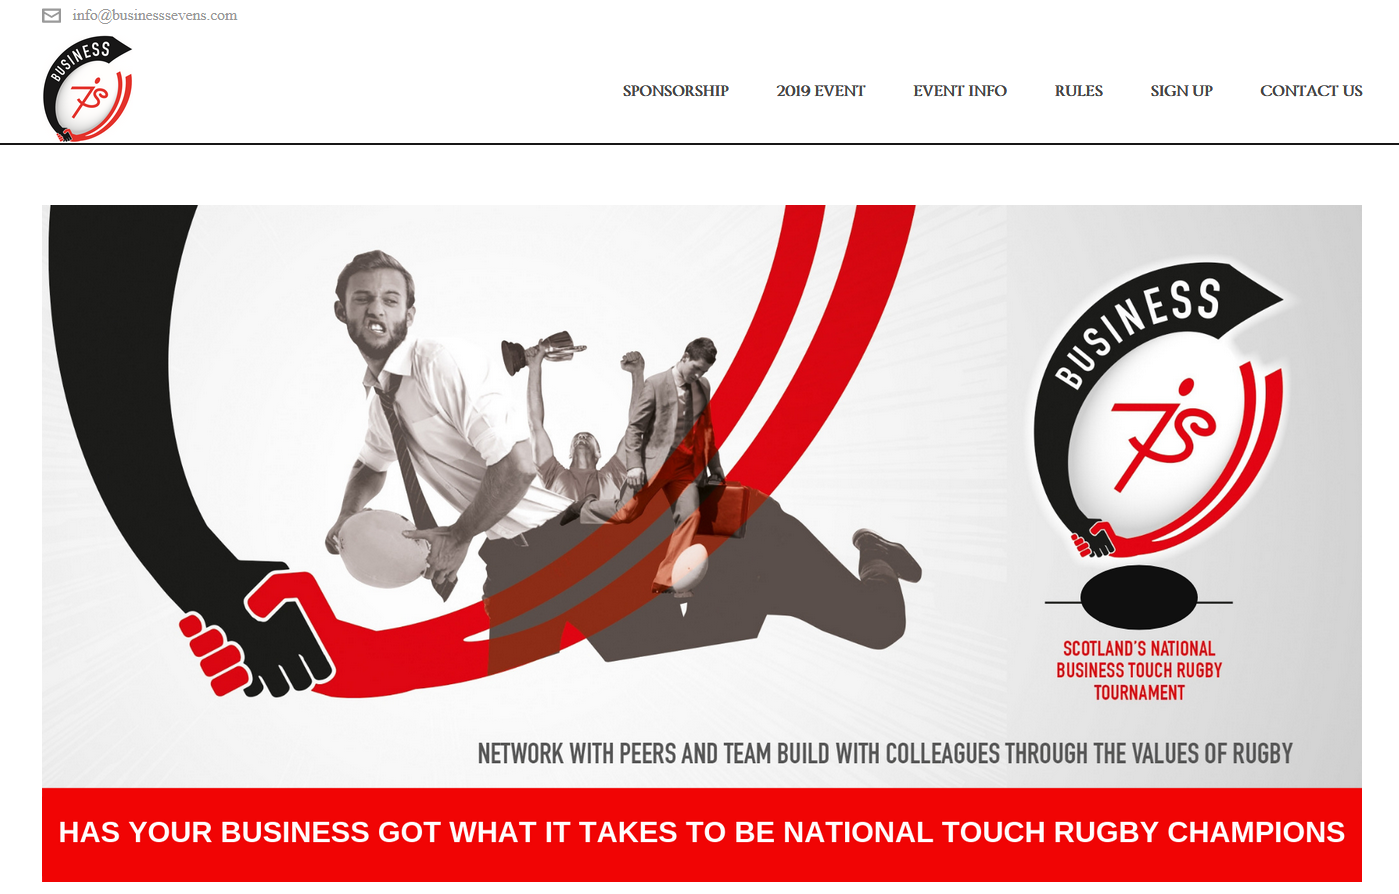 info@businesssevens.com
BUSINESS
7s
SPONSORSHIP 2019 EVENT EVENT INFO RULES SIGN UP CONTACT US
BUSINESS
7s
SCOTLAND'S NATIONAL
BUSINESS TOUCH RUGBY
TOURNAMENT
NETWORK WITH PEERS AND TEAM BUILD WITH COLLEAGUES THROUGH THE VALUES OF RUGBY
HAS YOUR BUSINESS GOT WHAT IT TAKES TO BE NATIONAL TOUCH RUGBY CHAMPIONS